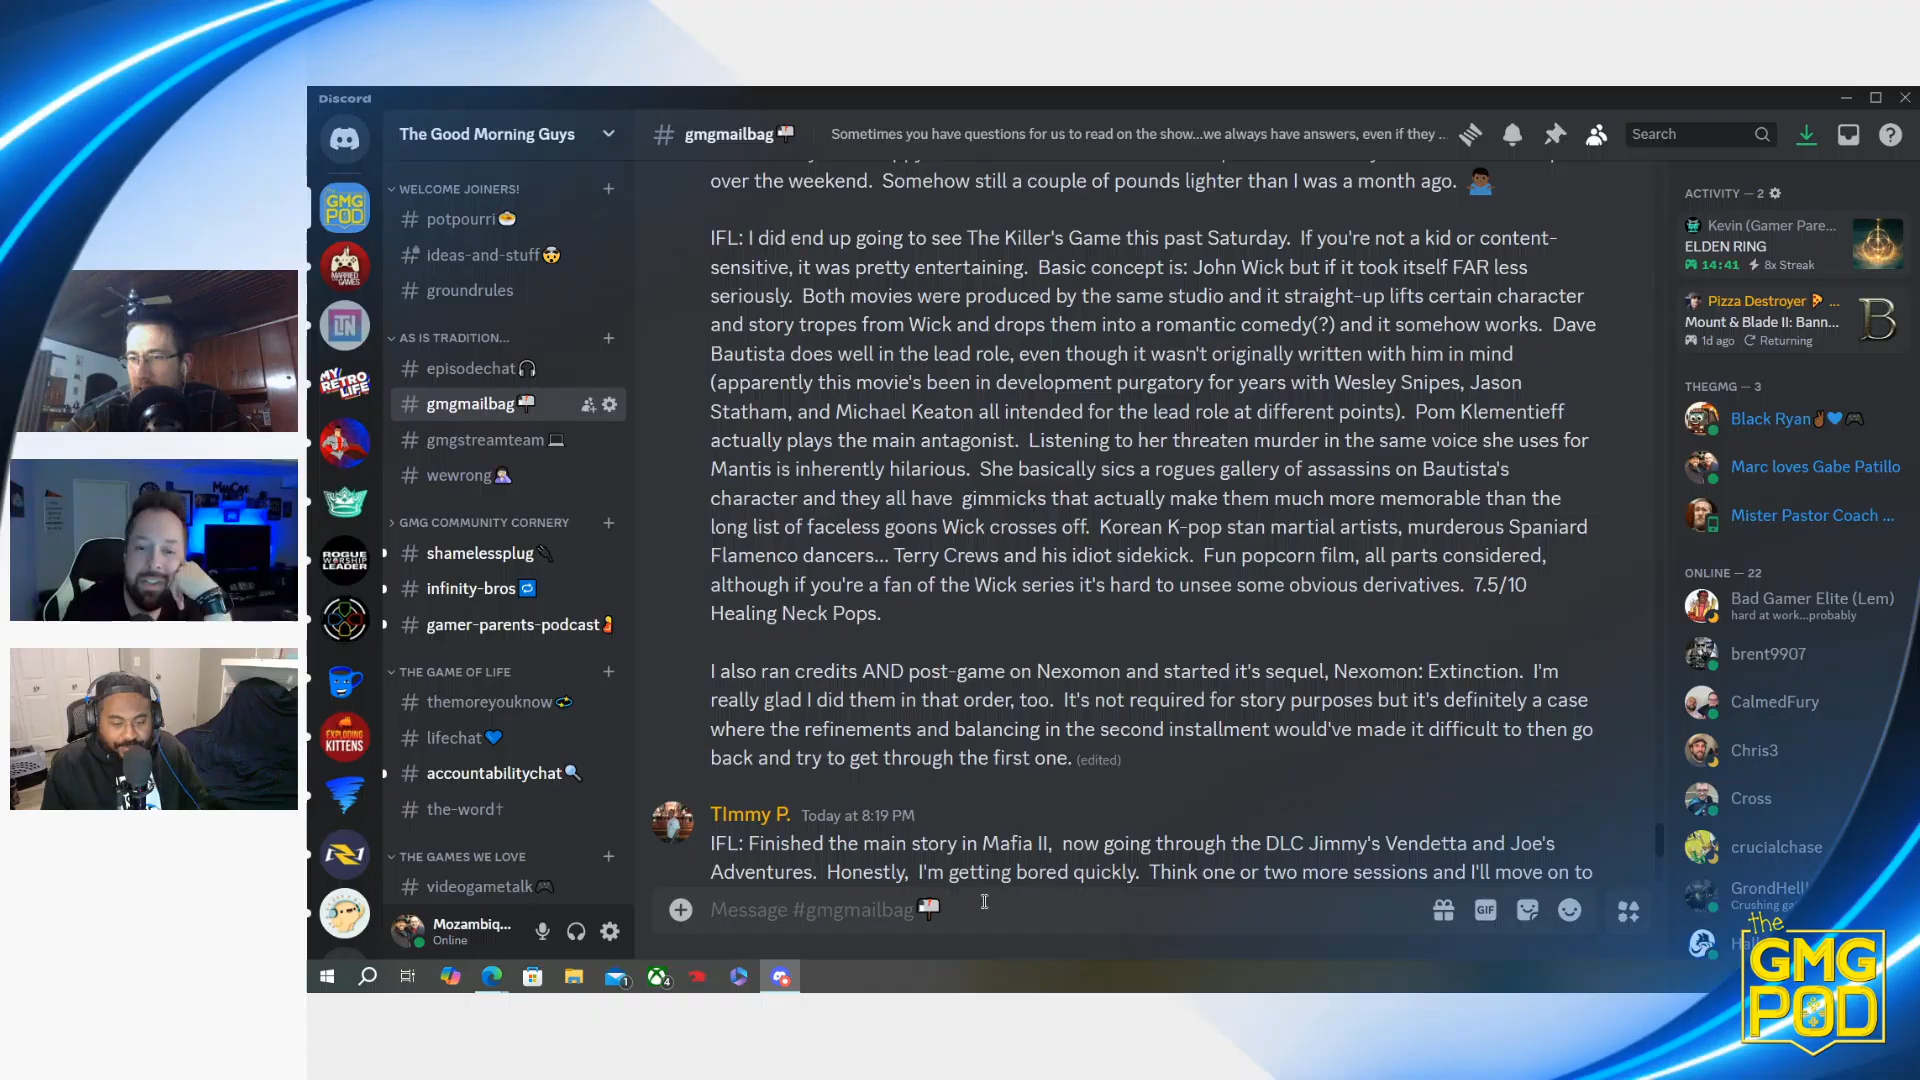 Discord
The Good Morning Guys
# gmgmailbag
Sometimes you have questions for us to read on the show...we always have answers, even if they ...
Search
WELCOME JOINERS!
# potpourri
# ideas-and-stuff
# groundrules
AS IS TRADITION...
# episodechat
# gmgmailbag
# gmgstreamteam
# wewrong
GMG COMMUNITY CORNERY
# shamelessplug
# infinity-bros
# gamer-parents-podcast
THE GAME OF LIFE
# themoreyouknow
# lifechat
# accountabilitychat
# the-word†
THE GAMES WE LOVE
# videogametalk
Mozambiq...
Online
GMG
POD
MARRIED
GAMES
MY
RETRO
LIFE
ROGUE
WORSHIP
LEADER
EXPLODING
KITTENS
over the weekend. Somehow still a couple of pounds lighter than I was a month ago.
IFL: I did end up going to see The Killer's Game this past Saturday. If you're not a kid or content-
sensitive, it was pretty entertaining. Basic concept is: John Wick but if it took itself FAR less
seriously. Both movies were produced by the same studio and it straight-up lifts certain character
and story tropes from Wick and drops them into a romantic comedy(?) and it somehow works. Dave
Bautista does well in the lead role, even though it wasn't originally written with him in mind
(apparently this movie's been in development purgatory for years with Wesley Snipes, Jason
Statham, and Michael Keaton all intended for the lead role at different points). Pom Klementieff
actually plays the main antagonist. Listening to her threaten murder in the same voice she uses for
Mantis is inherently hilarious. She basically sics a rogues gallery of assassins on Bautista's
character and they all have gimmicks that actually make them much more memorable than the
long list of faceless goons Wick crosses off. Korean K-pop stan martial artists, murderous Spaniard
Flamenco dancers... Terry Crews and his idiot sidekick. Fun popcorn film, all parts considered,
although if you're a fan of the Wick series it's hard to unsee some obvious derivatives. 7.5/10
Healing Neck Pops.
I also ran credits AND post-game on Nexomon and started it's sequel, Nexomon: Extinction. I'm
really glad I did them in that order, too. It's not required for story purposes but it's definitely a case
where the refinements and balancing in the second installment would've made it difficult to then go
back and try to get through the first one. (edited)
TImmy P. Today at 8:19 PM
IFL: Finished the main story in Mafia II, now going through the DLC Jimmy's Vendetta and Joe's
Adventures. Honestly, I'm getting bored quickly. Think one or two more sessions and I'll move on to
Message #gmgmailbag
GIF
ACTIVITY — 2
Kevin (Gamer Pare...
ELDEN RING
14:41 8x Streak
Pizza Destroyer ...
Mount & Blade II: Bann...
1d ago Returning
B
THEGMG — 3
Black Ryan
Marc loves Gabe Patillo
Mister Pastor Coach ...
ONLINE — 22
Bad Gamer Elite (Lem)
hard at work...probably
brent9907
CalmedFury
Chris3
Cross
crucialchase
GrondHell
Crushing
the
GMG
POD
1
4